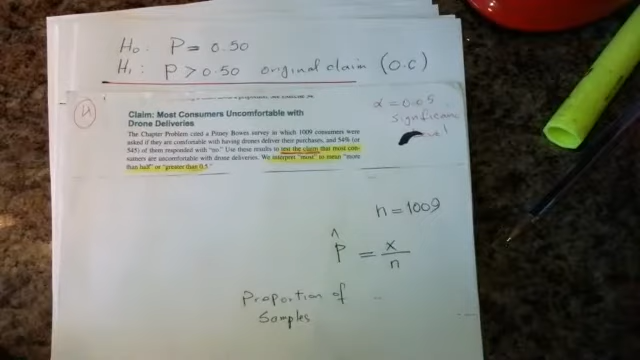 H₀: P = 0.50
H₁: P > 0.50 original claim (O.C)
4
Claim: Most Consumers Uncomfortable with
Drone Deliveries
The Chapter Problem cited a Pitney Bowes survey in which 1009 consumers were
asked if they are comfortable with having drones deliver their purchases, and 54% (or
545) of them responded with "no." Use these results to test the claim that most con-
sumers are uncomfortable with drone deliveries. We interpret "most" to mean "more
than half" or "greater than 0.5."
α = 0.05
significant
n = 1009
p̂ = x/n
Proportion of
Samples